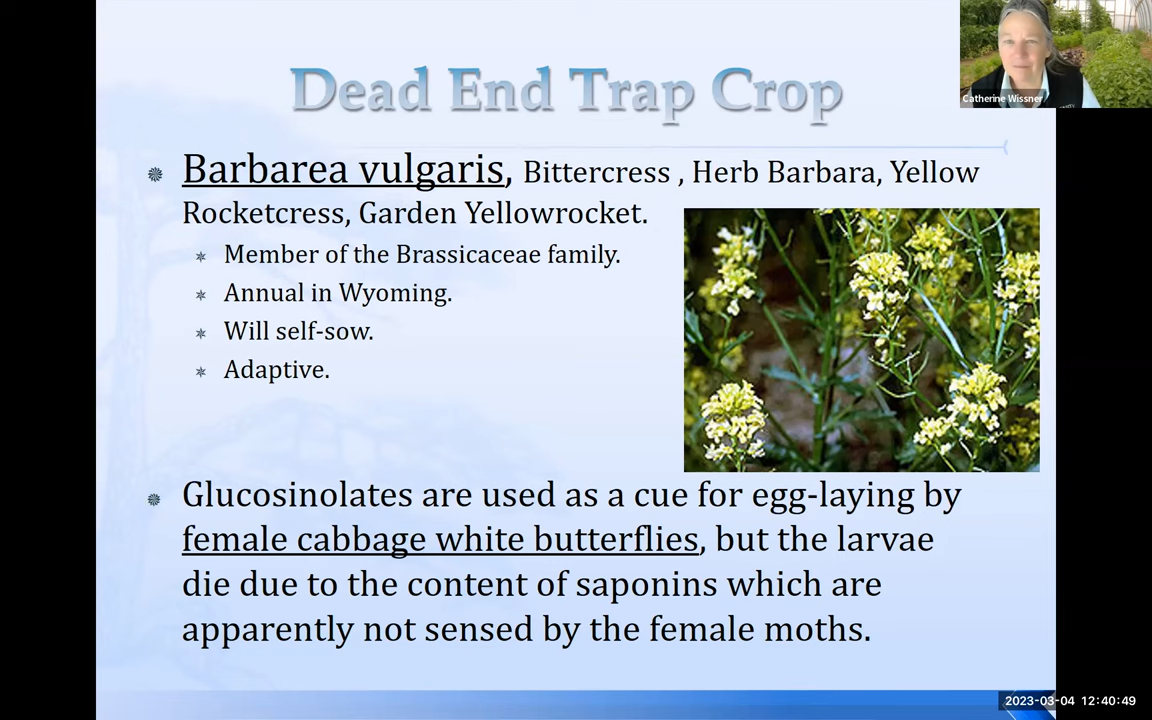 Dead End Trap Crop
Catherine Wissner
Barbarea vulgaris, Bittercress , Herb Barbara, Yellow
Rocketcress, Garden Yellowrocket.
Member of the Brassicaceae family.
Annual in Wyoming.
Will self-sow.
Adaptive.
Glucosinolates are used as a cue for egg-laying by
female cabbage white butterflies, but the larvae
die due to the content of saponins which are
apparently not sensed by the female moths.
2023-03-04 12:40:49